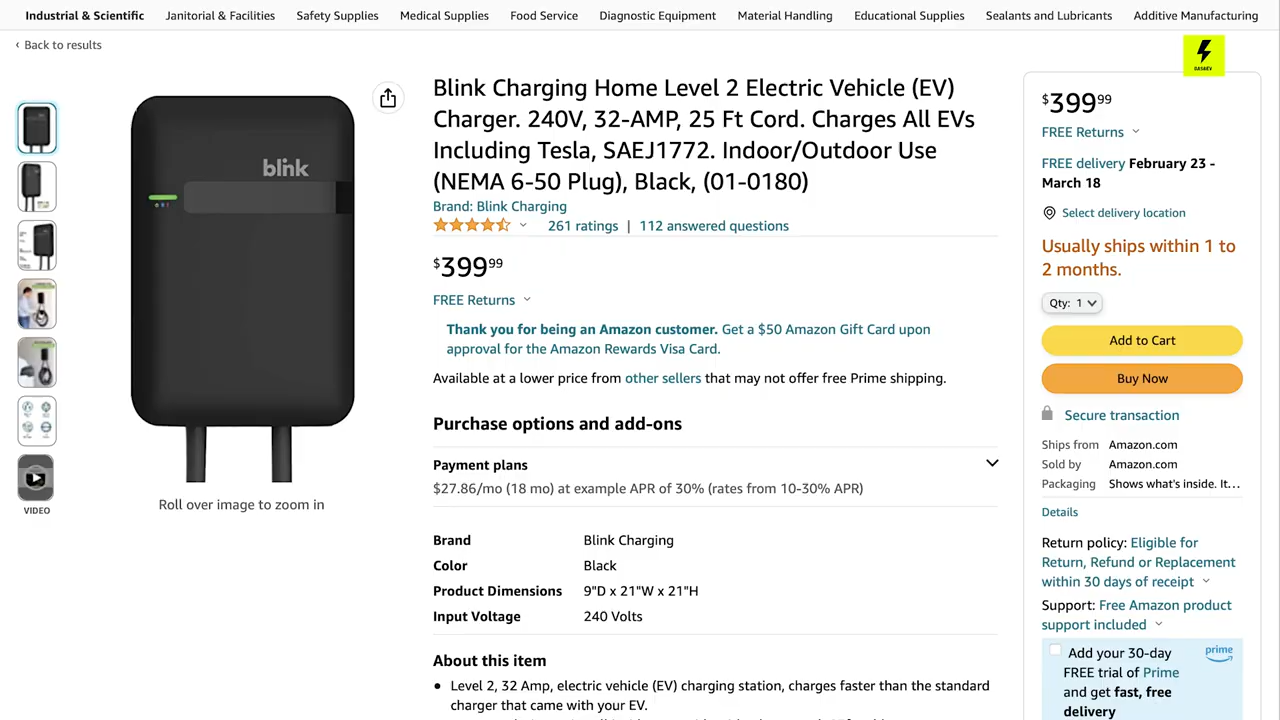 Industrial & Scientific Janitorial & Facilities Safety Supplies Medical Supplies Food Service Diagnostic Equipment Material Handling Educational Supplies Sealants and Lubricants Additive Manufacturing
‹ Back to results
blink
VIDEO
Roll over image to zoom in
Blink Charging Home Level 2 Electric Vehicle (EV)
Charger. 240V, 32-AMP, 25 Ft Cord. Charges All EVs
Including Tesla, SAEJ1772. Indoor/Outdoor Use
(NEMA 6-50 Plug), Black, (01-0180)
Brand: Blink Charging
261 ratings | 112 answered questions
$399⁹⁹
FREE Returns
Thank you for being an Amazon customer. Get a $50 Amazon Gift Card upon
approval for the Amazon Rewards Visa Card.
Available at a lower price from other sellers that may not offer free Prime shipping.
Purchase options and add-ons
Payment plans
$27.86/mo (18 mo) at example APR of 30% (rates from 10-30% APR)
Brand Blink Charging
Color Black
Product Dimensions 9"D x 21"W x 21"H
Input Voltage 240 Volts
About this item
• Level 2, 32 Amp, electric vehicle (EV) charging station, charges faster than the standard
charger that came with your EV.
$399⁹⁹
FREE Returns
FREE delivery February 23 -
March 18
Select delivery location
Usually ships within 1 to
2 months.
Qty: 1
Add to Cart
Buy Now
Secure transaction
Ships from Amazon.com
Sold by Amazon.com
Packaging Shows what's inside. It…
Details
Return policy: Eligible for
Return, Refund or Replacement
within 30 days of receipt
Support: Free Amazon product
support included
Add your 30-day
FREE trial of Prime
and get fast, free
delivery
prime